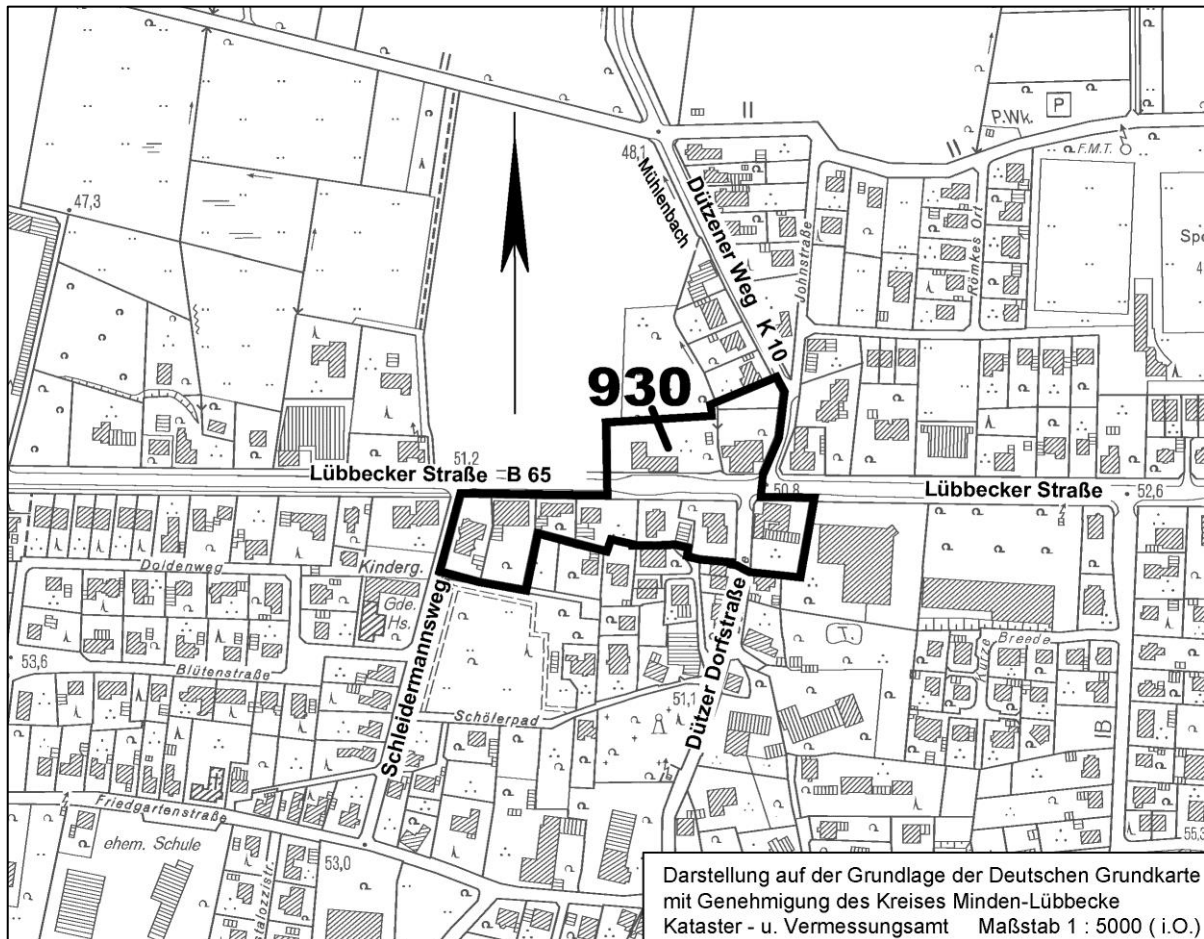 P
P.Wk.
F.M.T.
48,1
47,3
Mühlenbach
Dützener Weg K 10
Johnstraße
Römkes Ort
Spo
930
51,2
Lübbecker Straße B 65
50,8
Lübbecker Straße
52,6
Doldenweg
Kinderg.
Gde.
Hs.
53,6
Blütenstraße
Schleidermannsweg
Schölerpad
51,1
Dützer Dorfstraße
T.
Kurze
Breede
Friedgartenstraße
ehem. Schule
53,0
stalozzistr.
55,3
Darstellung auf der Grundlage der Deutschen Grundkarte
mit Genehmigung des Kreises Minden-Lübbecke
Kataster - u. Vermessungsamt Maßstab 1 : 5000 ( i.O.)